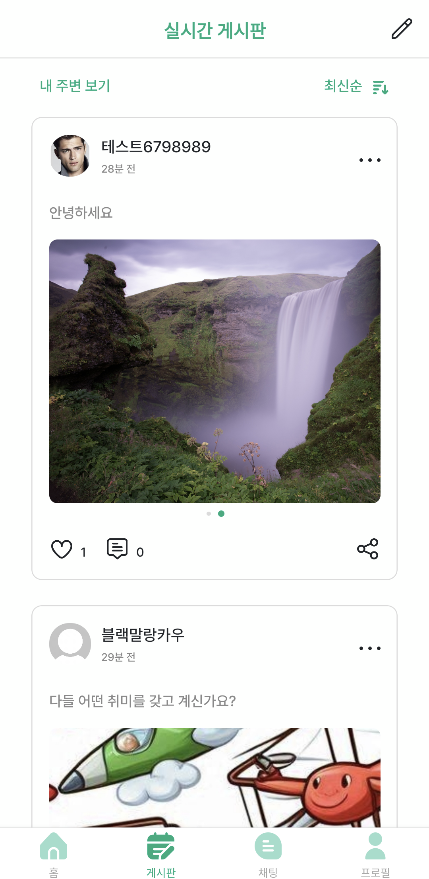 실시간 게시판
내 주변 보기
최신순
테스트6798989
28분 전
안녕하세요
1
0
블랙말랑카우
29분 전
다들 어떤 취미를 갖고 계신가요?
홈
게시판
채팅
프로필